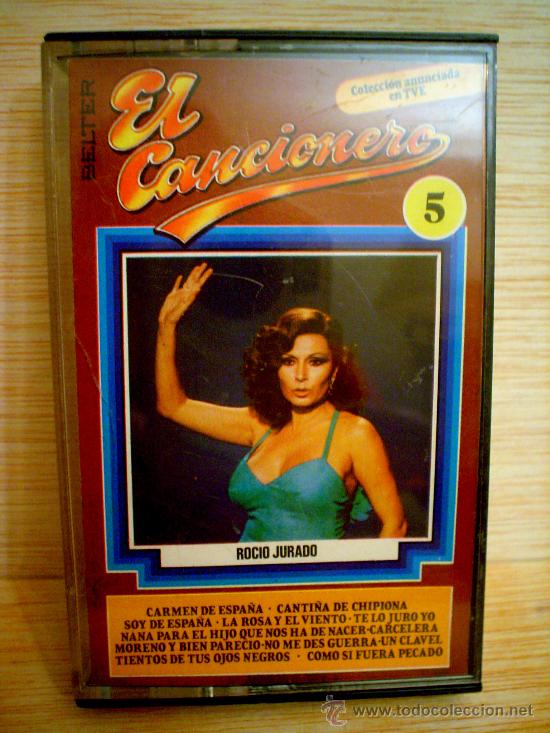 BELTER
El
Cancionero
Colección anunciada
en TVE
5
ROCIO JURADO
CARMEN DE ESPAÑA · CANTIÑA DE CHIPIONA
SOY DE ESPAÑA · LA ROSA Y EL VIENTO · TE LO JURO YO
NANA PARA EL HIJO QUE NOS HA DE NACER · CARCELERA
MORENO Y BIEN PARECIO · NO ME DES GUERRA · UN CLAVEL
TIENTOS DE TUS OJOS NEGROS · COMO SI FUERA PECADO
www.todocoleccion.net